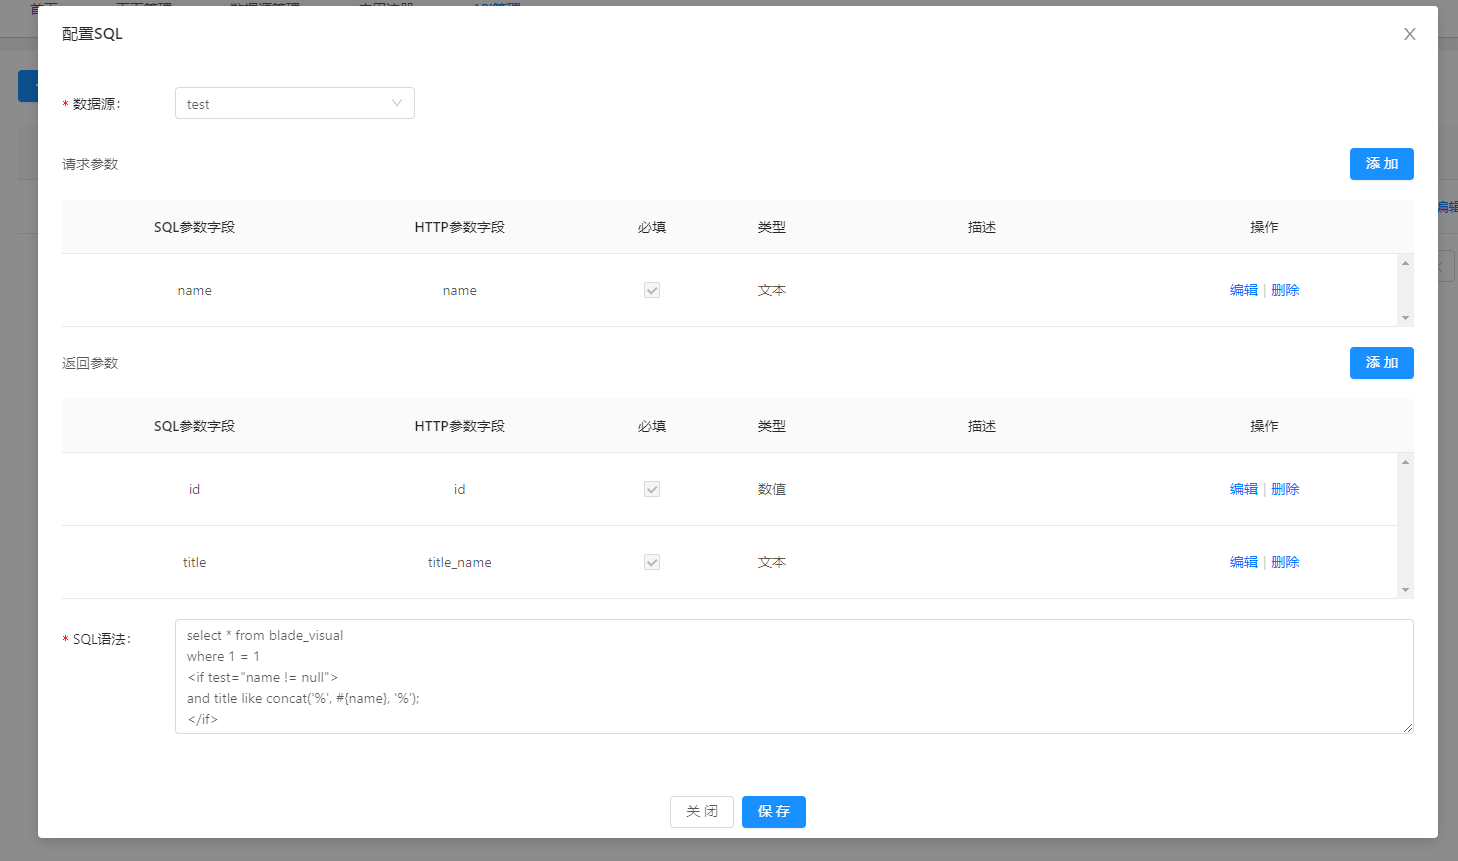 配置SQL
* 数据源：
test
请求参数
添 加
SQL参数字段 HTTP参数字段 必填 类型 描述 操作
name name 文本 编辑 | 删除
返回参数
添 加
SQL参数字段 HTTP参数字段 必填 类型 描述 操作
id id 数值 编辑 | 删除
title title_name 文本 编辑 | 删除
* SQL语法：
select * from blade_visual
where 1 = 1
<if test="name != null">
and title like concat('%', #{name}, '%');
</if>
关 闭
保 存
编辑